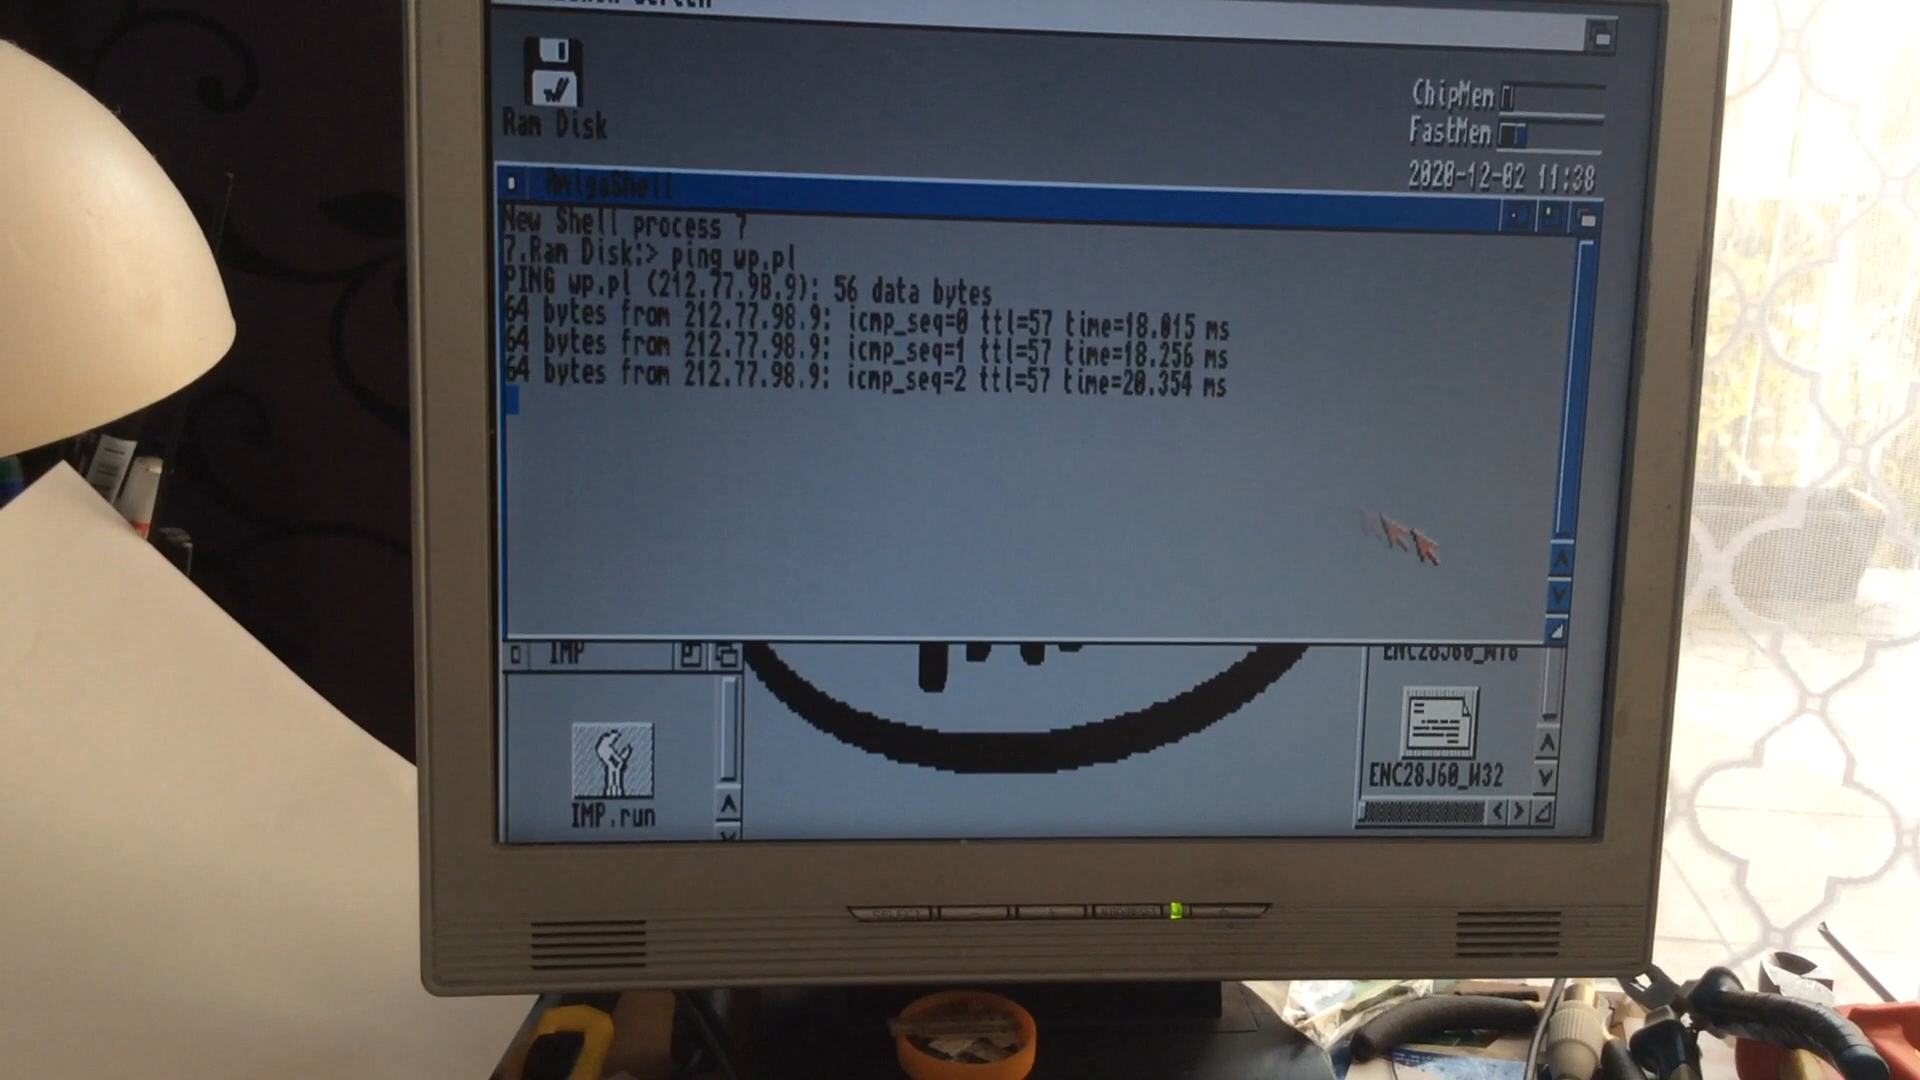 Screen
Ram Disk
ChipMem
FastMem
2020-12-02 11:38
AmigaShell
New Shell process 7
7.Ram Disk:> ping wp.pl
PING wp.pl (212.77.98.9): 56 data bytes
64 bytes from 212.77.98.9: icmp_seq=0 ttl=57 time=18.015 ms
64 bytes from 212.77.98.9: icmp_seq=1 ttl=57 time=18.256 ms
64 bytes from 212.77.98.9: icmp_seq=2 ttl=57 time=20.354 ms
IMP
ENC28J60_W16
IMP.run
ENC28J60_W32
SELECT